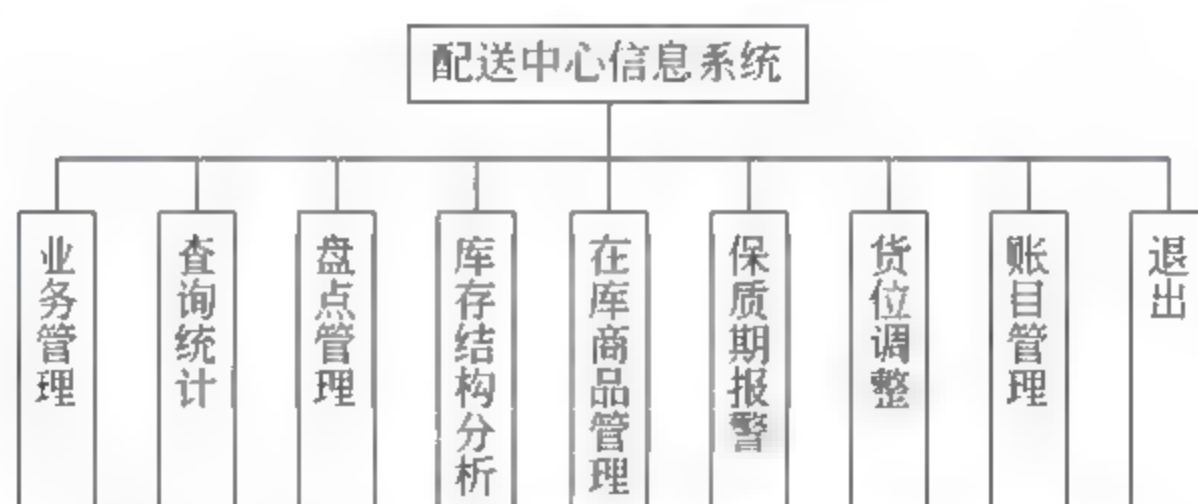 配送中心信息系统
业务管理
查询统计
盘点管理
库存结构分析
在库商品管理
保质期报警
货位调整
账目管理
退出